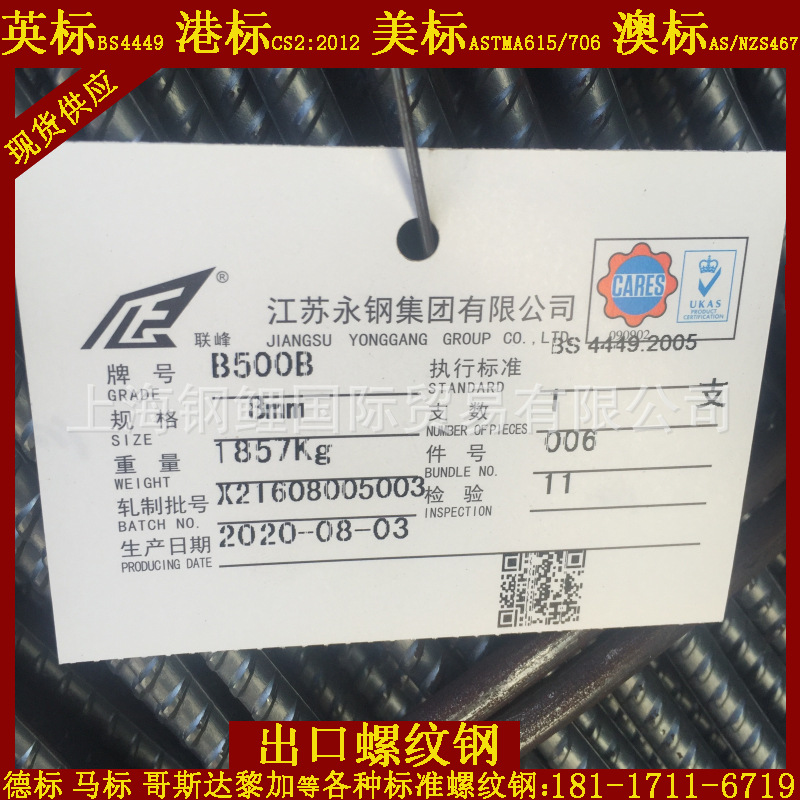 英标BS4449 港标CS2:2012 美标ASTMA615/706 澳标AS/NZS467
现货供应
联峰 ®
江苏永钢集团有限公司
JIANGSU YONGGANG GROUP CO.,LTD.
CARES
090902
UKAS
PRODUCT
CERTIFICATION
牌号 B500B
GRADE
执行标准 BS 4449:2005
STANDARD
规格 8mm
SIZE
支数 1 支
NUMBER OF PIECES
重量 1857Kg
WEIGHT
件号 006
BUNDLE NO.
轧制批号 X21608005003
BATCH NO.
检验 11
INSPECTION
生产日期 2020-08-03
PRODUCING DATE
上海钢鲤国际贸易有限公司
出口螺纹钢
德标 马标 哥斯达黎加等各种标准螺纹钢:181-1711-6719